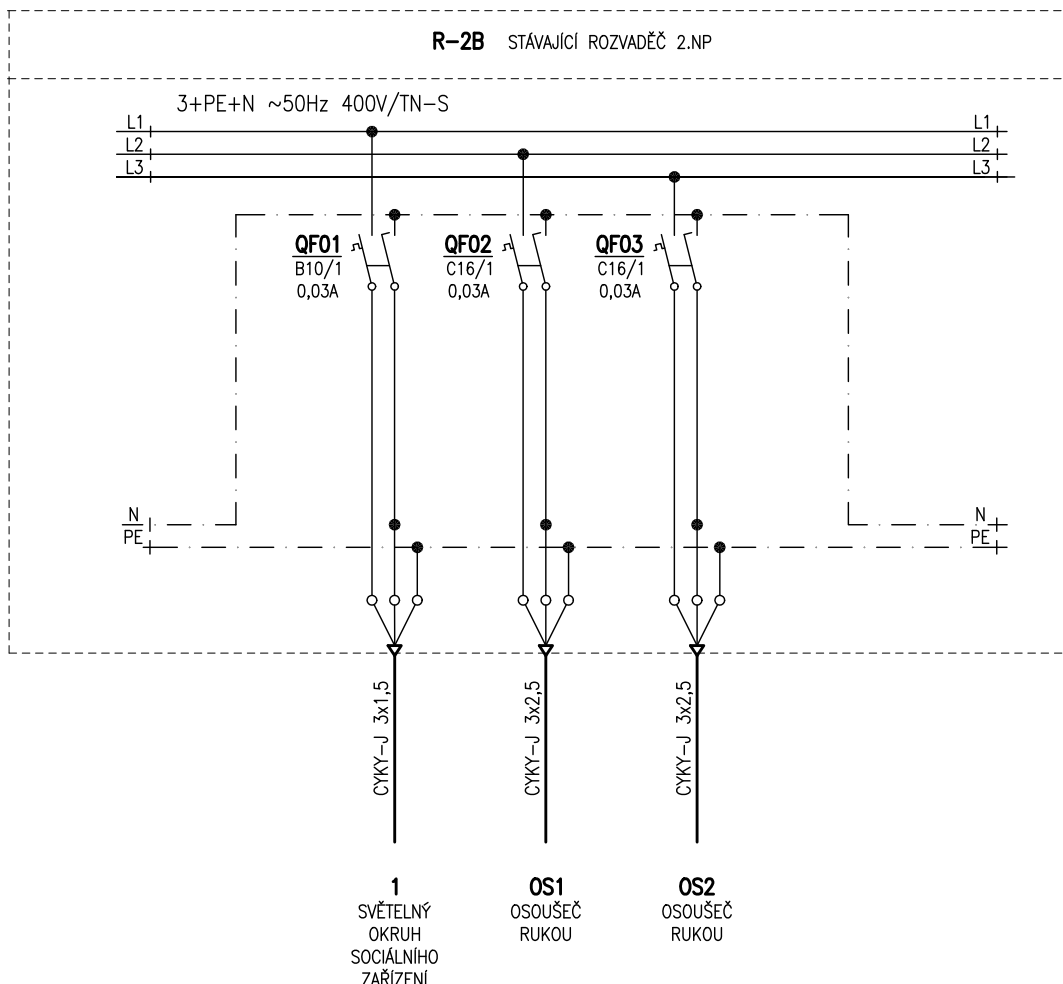 R-2B STÁVAJÍCÍ ROZVADĚČ 2.NP
3+PE+N ~50Hz 400V/TN-S
L1 L1
L2 L2
L3 L3
QF01 QF02 QF03
B10/1 C16/1 C16/1
0,03A 0,03A 0,03A
N N
PE PE
CYKY-J 3x1,5
CYKY-J 3x2,5
CYKY-J 3x2,5
1
SVĚTELNÝ
OKRUH
SOCIÁLNÍHO
ZAŘÍZENÍ
OS1
OSOUŠEČ
RUKOU
OS2
OSOUŠEČ
RUKOU